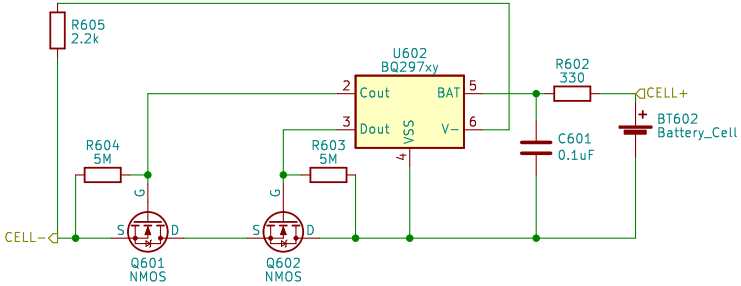 R605
2.2k
U602
BQ297xy
R602
330
2
Cout
BAT
5
CELL+
3
Dout
V-
6
VSS
4
BT602
+
Battery_Cell
C601
0.1uF
R604
5M
R603
5M
G
G
CELL-
S
D
S
D
Q601
NMOS
Q602
NMOS